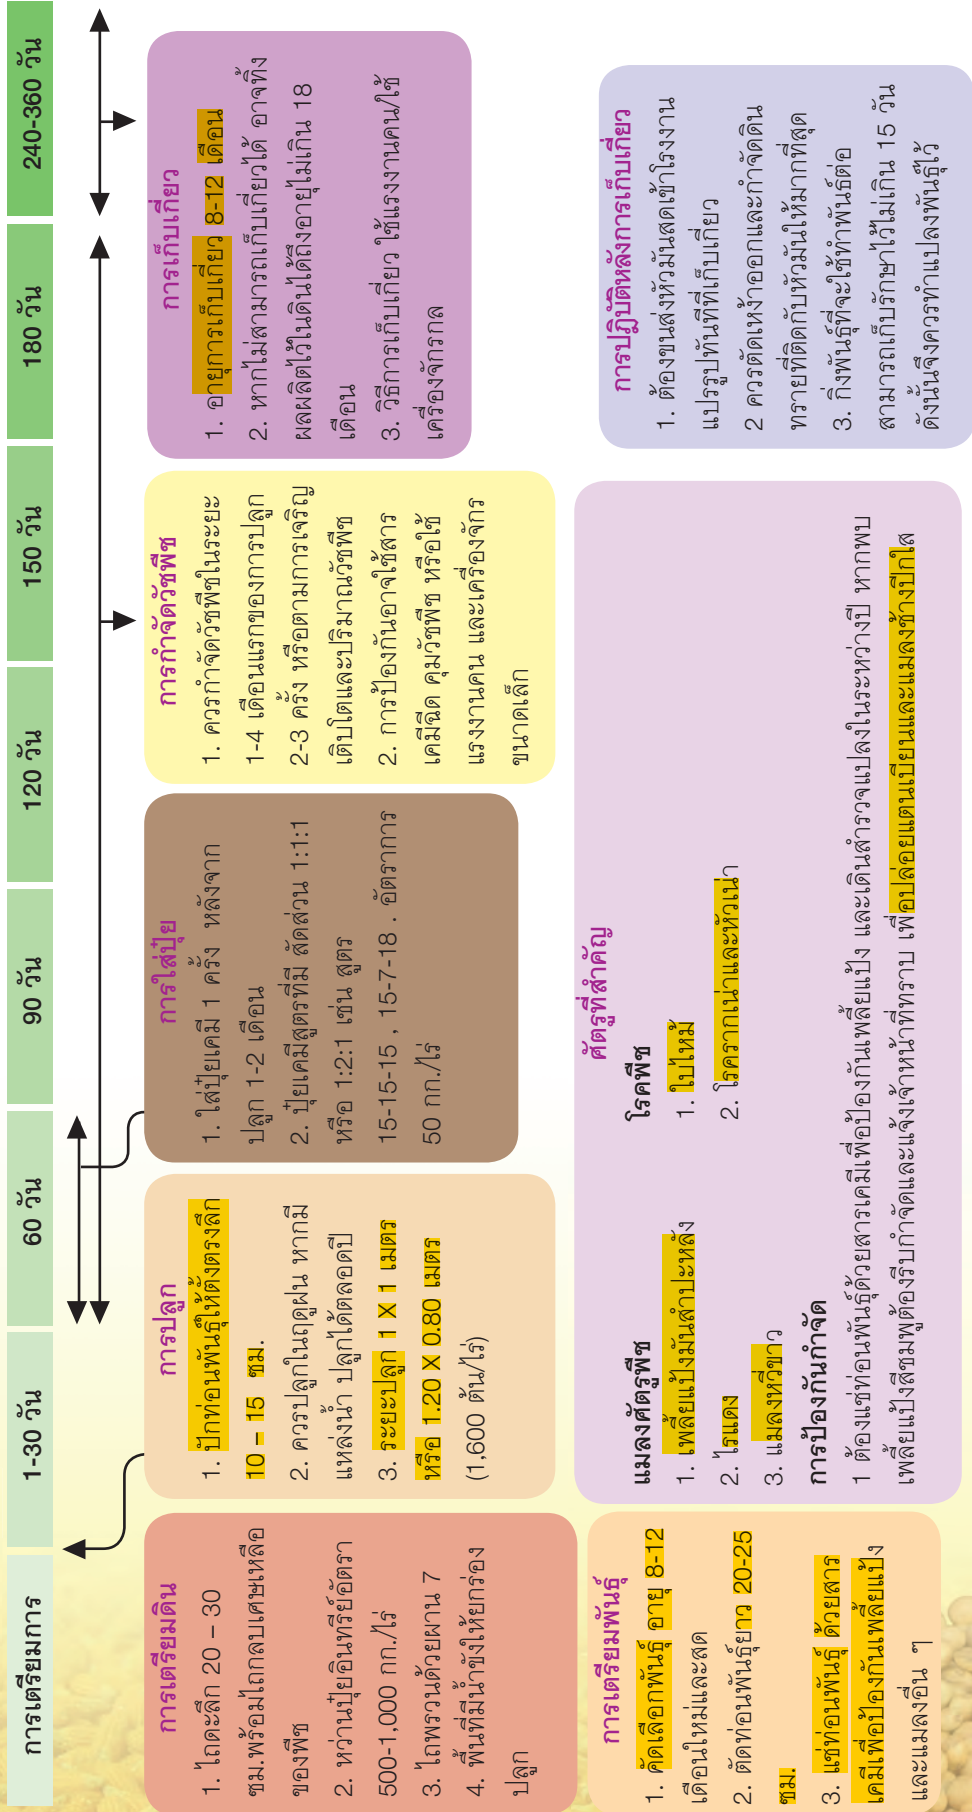 การเตรียมการ
1-30 วัน
60 วัน
90 วัน
120 วัน
150 วัน
180 วัน
240-360 วัน
การเตรียมดิน
1. ไถดะลึก 20 – 30
ซม.พร้อมไถกลบเศษเหลือ
ของพืช
2. หว่านปุ๋ยอินทรีย์อัตรา
500-1,000 กก./ไร่
3. ไถพรวนด้วยผาน 7
4. พื้นที่มีน้ำขังให้ยกร่อง
ปลูก
การปลูก
1. ปักท่อนพันธุ์ให้ตั้งตรงลึก
10 – 15 ซม.
2. ควรปลูกในฤดูฝน หากมี
แหล่งน้ำ ปลูกได้ตลอดปี
3. ระยะปลูก 1 X 1 เมตร
หรือ 1.20 X 0.80 เมตร
(1,600 ต้น/ไร่)
การใส่ปุ๋ย
1. ใส่ปุ๋ยเคมี 1 ครั้ง หลังจาก
ปลูก 1-2 เดือน
2. ปุ๋ยเคมีสูตรที่มี สัดส่วน 1:1:1
หรือ 1:2:1 เช่น สูตร
15-15-15 , 15-7-18 . อัตราการ
50 กก./ไร่
การกำจัดวัชพืช
1. ควรกำจัดวัชพืชในระยะ
1-4 เดือนแรกของการปลูก
2-3 ครั้ง หรือตามการเจริญ
เติบโตและปริมาณวัชพืช
2. การป้องกันอาจใช้สาร
เคมีฉีด คุมวัชพืช หรือใช้
แรงงานคน และเครื่องจักร
ขนาดเล็ก
การเก็บเกี่ยว
1. อายุการเก็บเกี่ยว 8-12 เดือน
2. หากไม่สามารถเก็บเกี่ยวได้ อาจทิ้ง
ผลผลิตไว้ในดินได้ถึงอายุไม่เกิน 18
เดือน
3. วิธีการเก็บเกี่ยว ใช้แรงงานคน/ใช้
เครื่องจักรกล
การเตรียมพันธุ์
1. คัดเลือกพันธุ์ อายุ 8-12
เดือนใหม่และสด
2. ตัดท่อนพันธุ์ยาว 20-25
ซม.
3. แช่ท่อนพันธุ์ ด้วยสาร
เคมีเพื่อป้องกันเพลี้ยแป้ง
และแมลงอื่น ๆ
ศัตรูที่สำคัญ
แมลงศัตรูพืช
1. เพลี้ยแป้งมันสำปะหลัง
2. ไรแดง
3. แมลงหวี่ขาว
โรคพืช
1. ใบไหม้
2. โรครากเน่าและหัวเน่า
การป้องกันกำจัด
1 ต้องแช่ท่อนพันธุ์ด้วยสารเคมีเพื่อป้องกันเพลี้ยแป้ง และเดินสำรวจแปลงในระหว่างปี หากพบ
เพลี้ยแป้งสีชมพูต้องรีบกำจัดและแจ้งเจ้าหน้าที่ทราบ เพื่อปล่อยแตนเบียนและแมลงช้างปีกใส
การปฏิบัติหลังการเก็บเกี่ยว
1. ต้องขนส่งหัวมันสดเข้าโรงงาน
แปรรูปทันทีที่เก็บเกี่ยว
2 ควรตัดเหง้าออกและกำจัดดิน
ทรายที่ติดกับหัวมันให้มากที่สุด
3. กิ่งพันธุ์ที่จะใช้ทำพันธ์ต่อ
สามารถเก็บรักษาไว้ไม่เกิน 15 วัน
ดังนั้นจึงควรทำแปลงพันธุ์ไว้